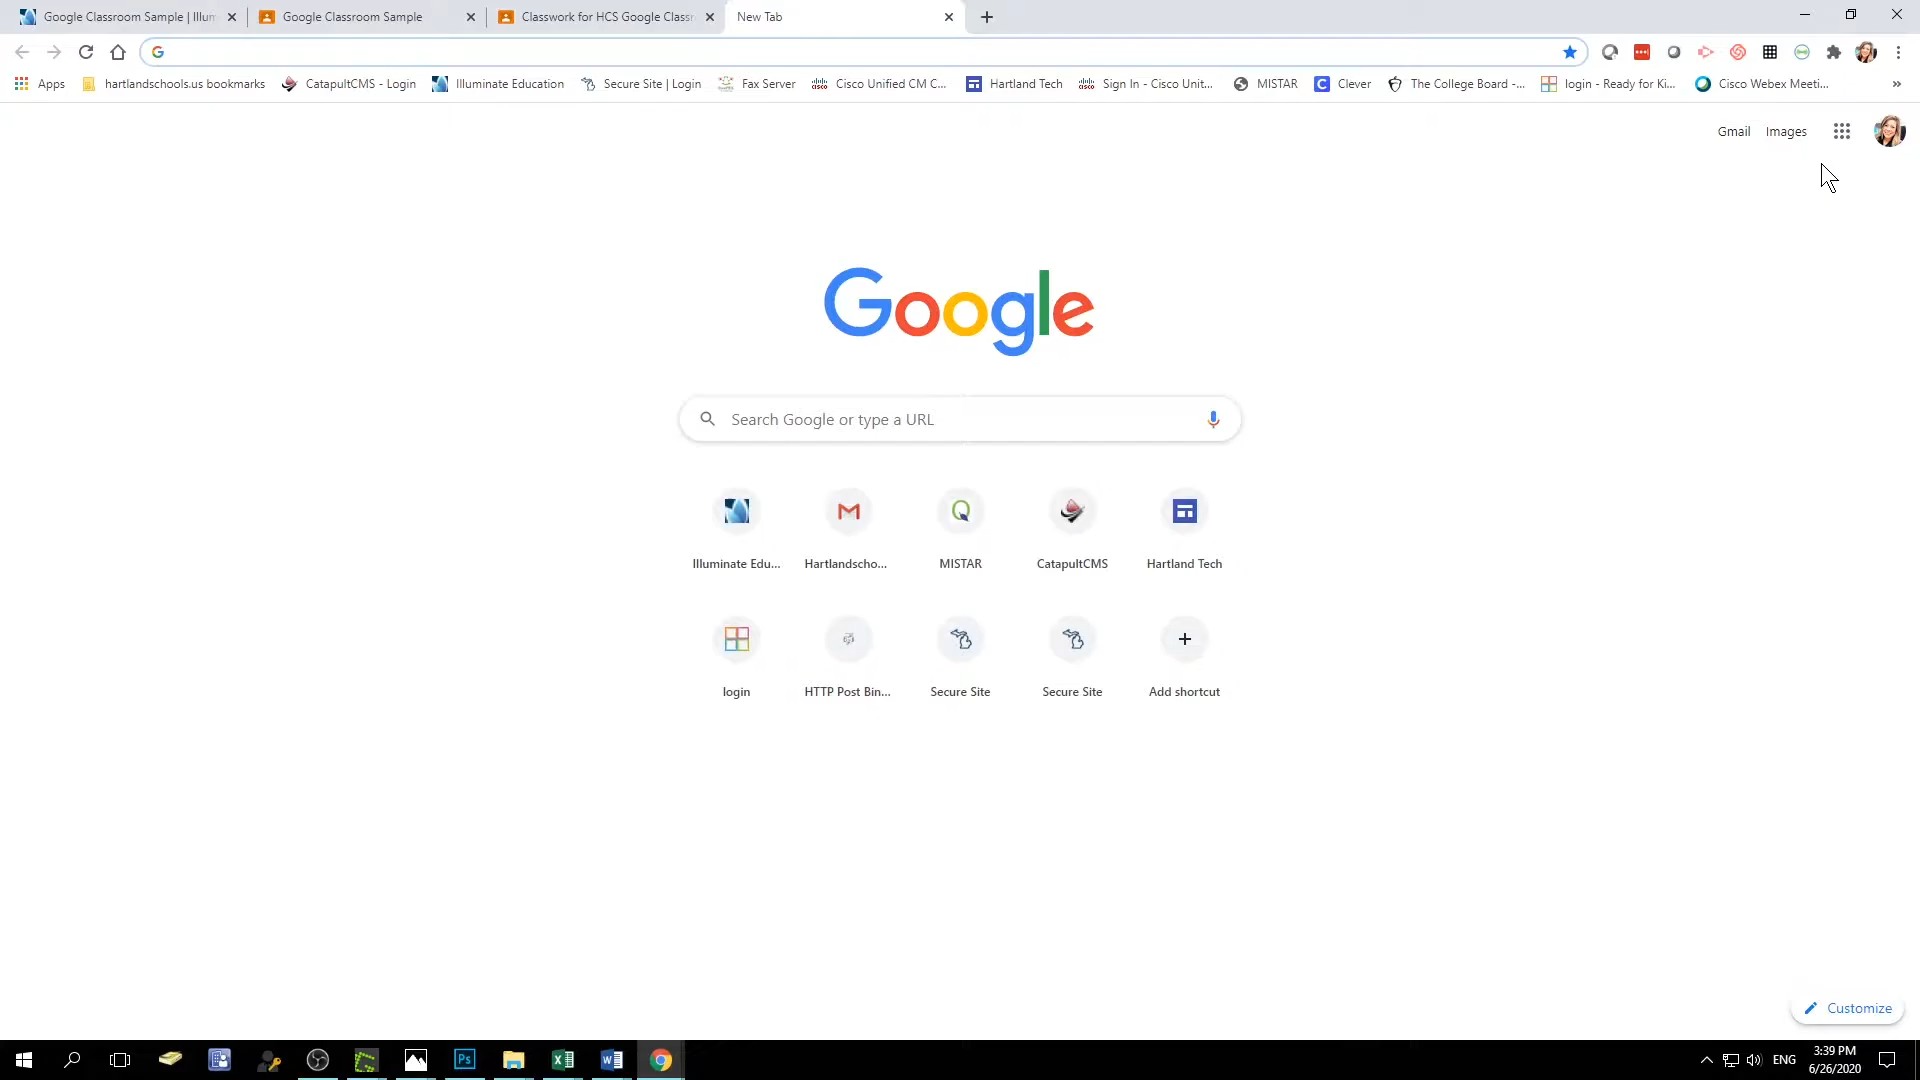 Google Classroom Sample | Illum
Google Classroom Sample
Classwork for HCS Google Classr
New Tab
Apps
hartlandschools.us bookmarks
CatapultCMS - Login
Illuminate Education
Secure Site | Login
Fax Server
Cisco Unified CM C...
Hartland Tech
Sign In - Cisco Unit...
MISTAR
Clever
The College Board -...
login - Ready for Ki...
Cisco Webex Meeti...
»
Gmail
Images
Google
Search Google or type a URL
Illuminate Edu...
Hartlandscho...
MISTAR
CatapultCMS
Hartland Tech
login
HTTP Post Bin...
Secure Site
Secure Site
Add shortcut
Customize
ENG
3:39 PM
6/26/2020